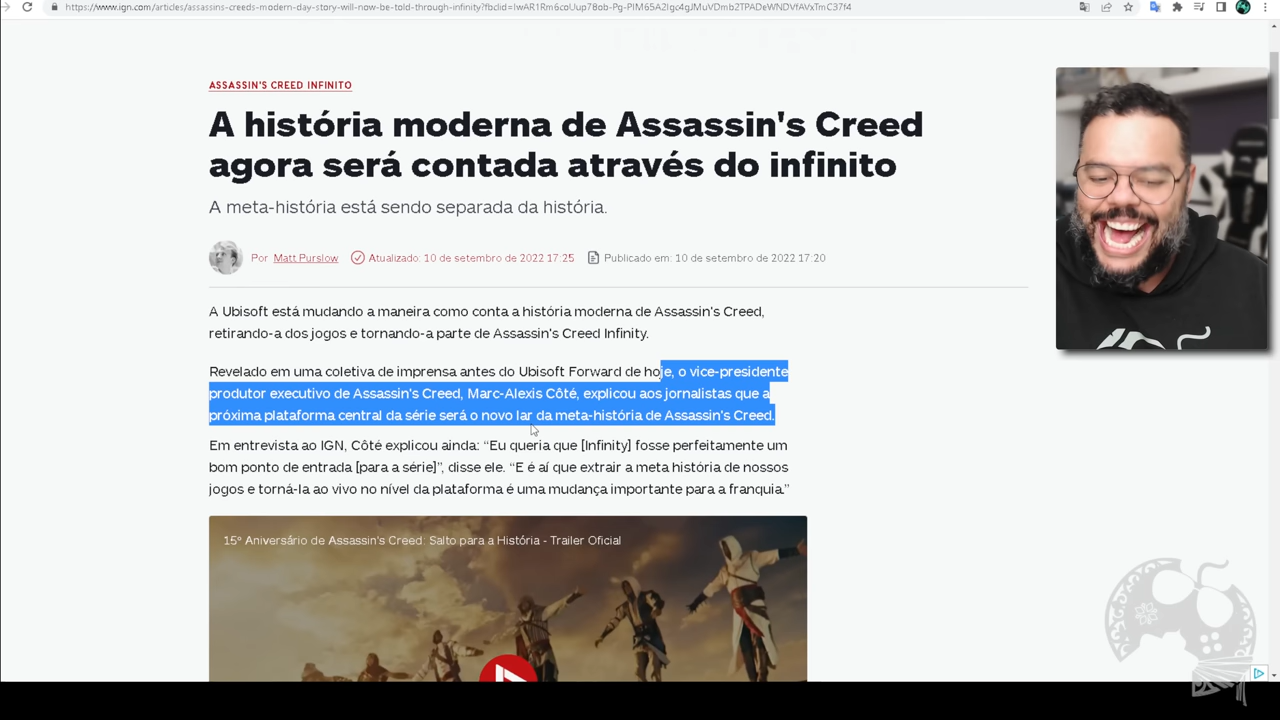 https://www.ign.com/articles/assassins-creeds-modern-day-story-will-now-be-told-through-infinity?fbclid=IwAR1Rm6coUup78ob-Pg-PIM65A2Igc4gJMuVDmb2TPADeWNDVfAVxTmC37f4
ASSASSIN'S CREED INFINITO
A história moderna de Assassin's Creed
agora será contada através do infinito
A meta-história está sendo separada da história.
Por Matt Purslow Atualizado: 10 de setembro de 2022 17:25 Publicado em: 10 de setembro de 2022 17:20
A Ubisoft está mudando a maneira como conta a história moderna de Assassin's Creed,
retirando-a dos jogos e tornando-a parte de Assassin's Creed Infinity.
Revelado em uma coletiva de imprensa antes do Ubisoft Forward de hoje, o vice-presidente
produtor executivo de Assassin's Creed, Marc-Alexis Côté, explicou aos jornalistas que a
próxima plataforma central da série será o novo lar da meta-história de Assassin's Creed.
Em entrevista ao IGN, Côté explicou ainda: “Eu queria que [Infinity] fosse perfeitamente um
bom ponto de entrada [para a série]”, disse ele. “E é aí que extrair a meta história de nossos
jogos e torná-la ao vivo no nível da plataforma é uma mudança importante para a franquia.”
15º Aniversário de Assassin's Creed: Salto para a História - Trailer Oficial